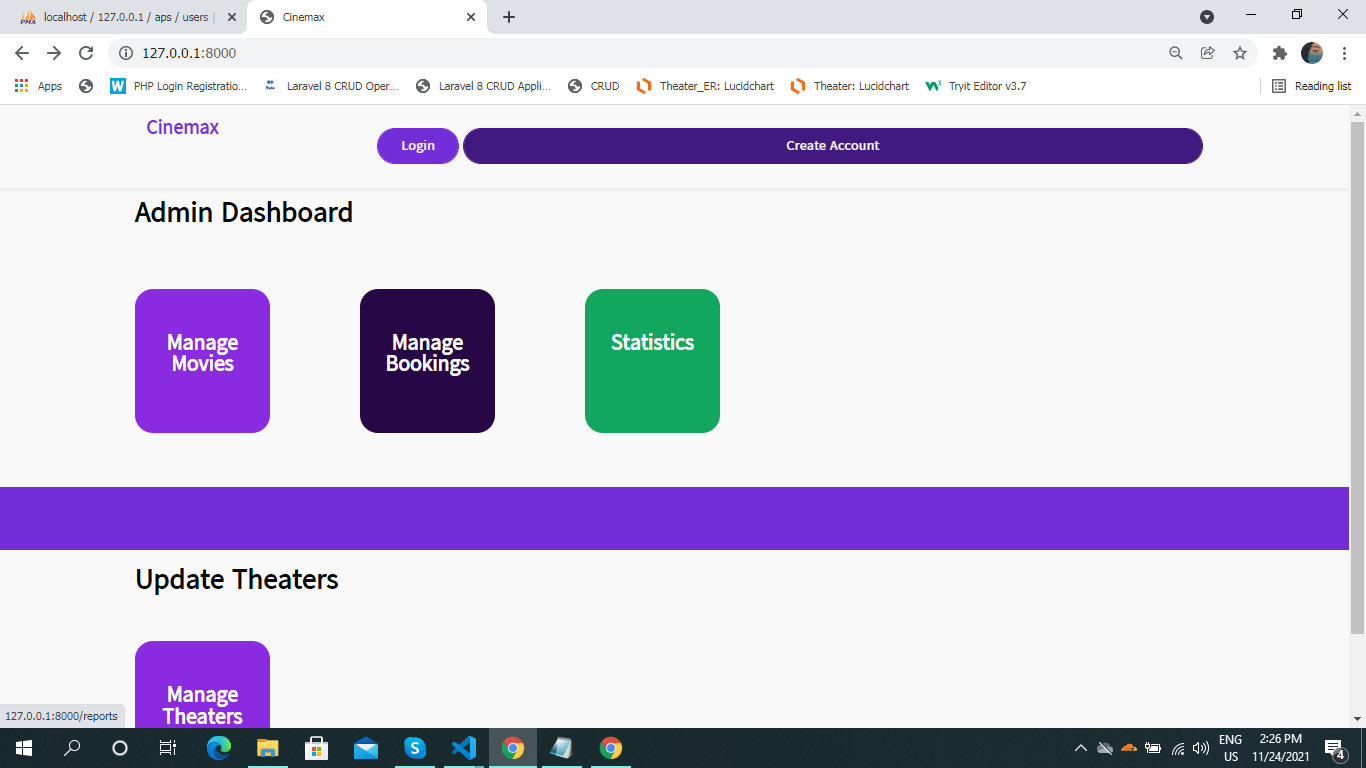 localhost / 127.0.0.1 / aps / users
Cinemax
127.0.0.1:8000
Apps
PHP Login Registratio...
Laravel 8 CRUD Oper...
Laravel 8 CRUD Appli...
CRUD
Theater_ER: Lucidchart
Theater: Lucidchart
Tryit Editor v3.7
Reading list
Cinemax
Login
Create Account
Admin Dashboard
Manage
Movies
Manage
Bookings
Statistics
Update Theaters
Manage
Theaters
127.0.0.1:8000/reports
ENG
US
2:26 PM
11/24/2021
4